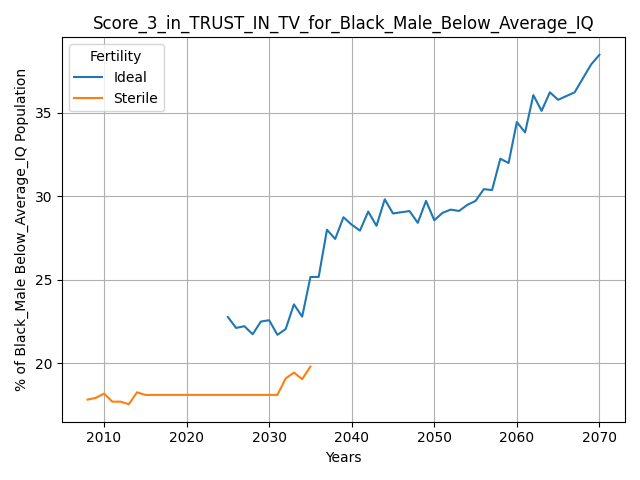 Score_3_in_TRUST_IN_TV_for_Black_Male_Below_Average_IQ
Fertility
Ideal
Sterile
% of Black_Male Below_Average_IQ Population
35
30
25
20
2010
2020
2030
2040
2050
2060
2070
Years